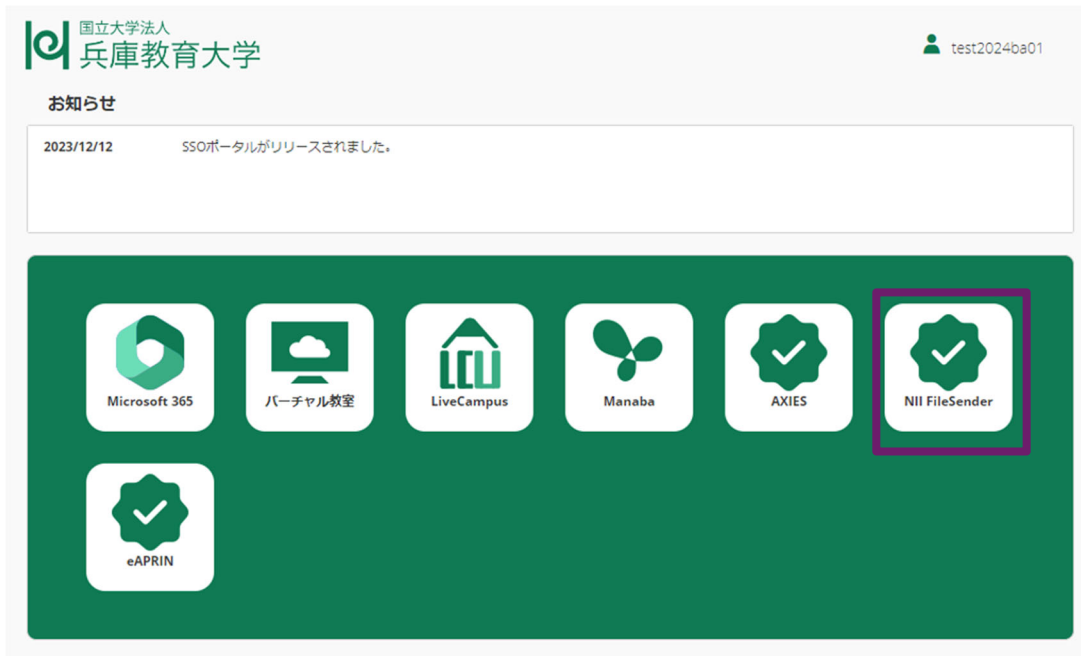 国立大学法人
兵庫教育大学
test2024ba01
お知らせ
2023/12/12 SSOポータルがリリースされました。
Microsoft 365
バーチャル教室
LCU
LiveCampus
Manaba
AXIES
NII FileSender
eAPRIN